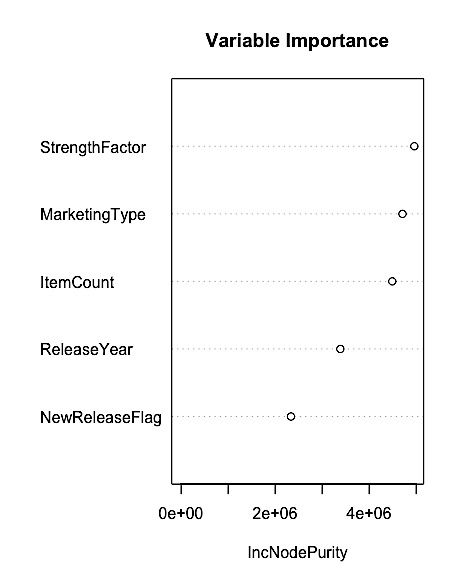 Variable Importance
StrengthFactor
MarketingType
ItemCount
ReleaseYear
NewReleaseFlag
0e+00 2e+06 4e+06
IncNodePurity